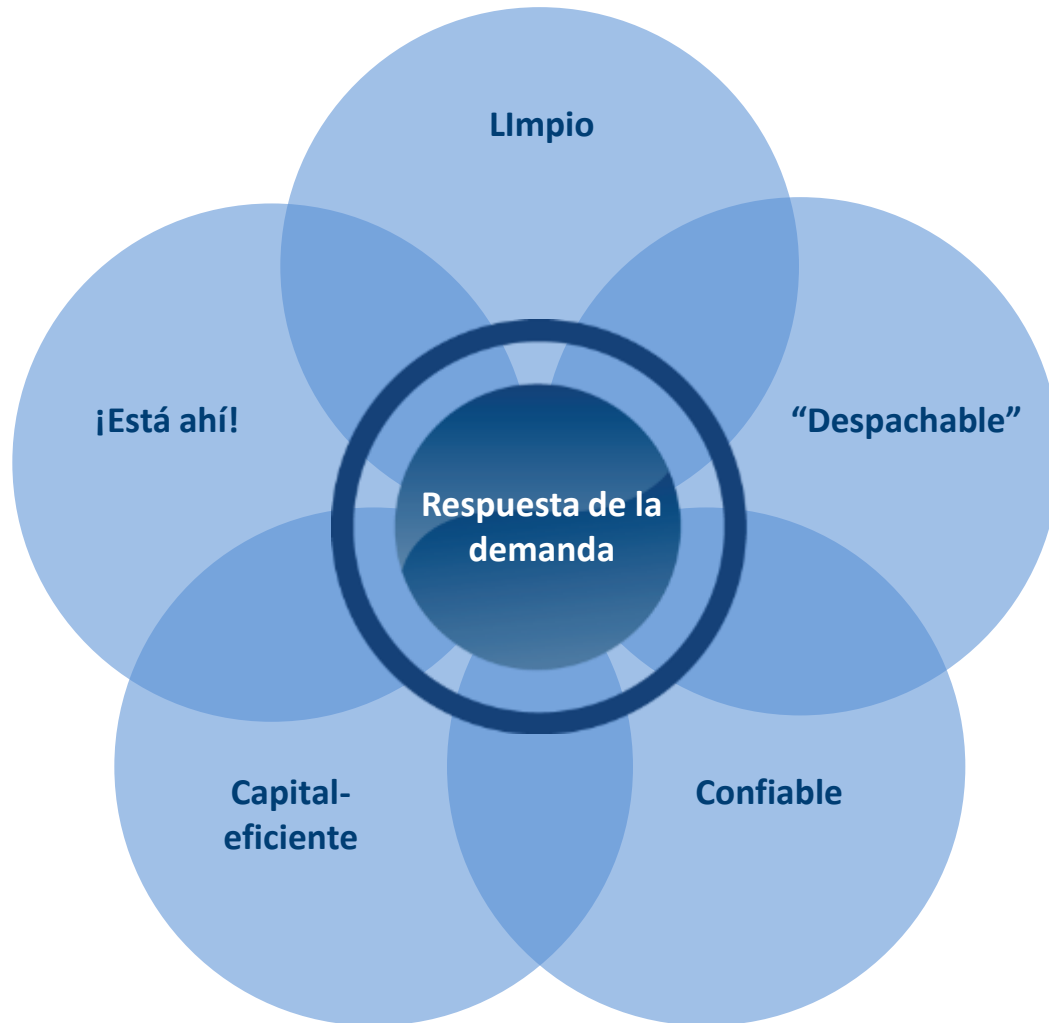 LImpio
¡Está ahí!
“Despachable”
Respuesta de la
demanda
Capital-
eficiente
Confiable